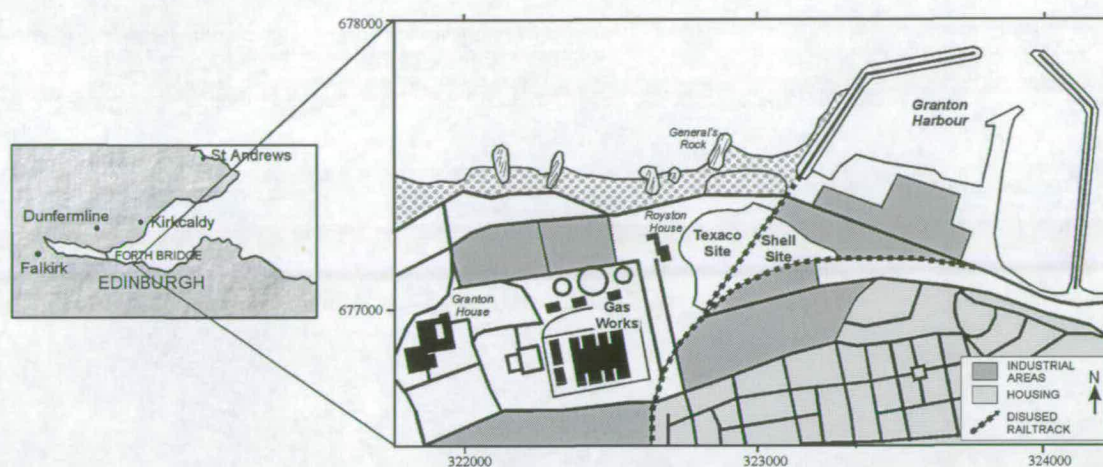 St Andrews
Dunfermline
Kirkcaldy
FORTH BRIDGE
Falkirk
EDINBURGH
678000
677000
Granton
Harbour
General's
Rock
Royston
House
Texaco
Site
Shell
Site
Granton
House
Gas
Works
INDUSTRIAL
AREAS
HOUSING
DISUSED
RAILTRACK
N
322000
323000
324000